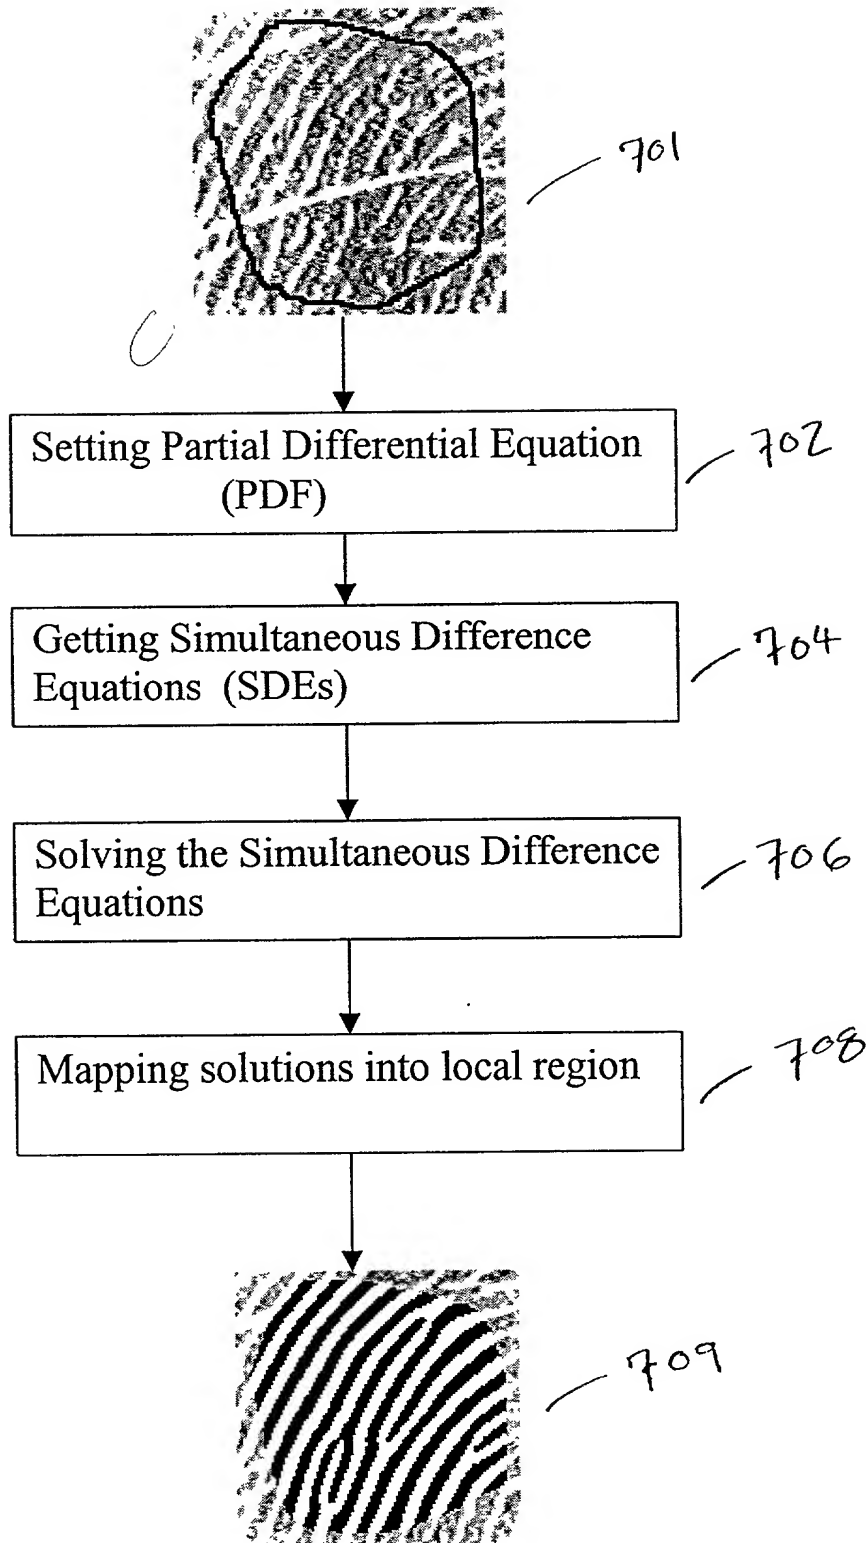 701
Setting Partial Differential Equation
(PDF)
702
Getting Simultaneous Difference
Equations (SDEs)
704
Solving the Simultaneous Difference
Equations
706
Mapping solutions into local region
708
709